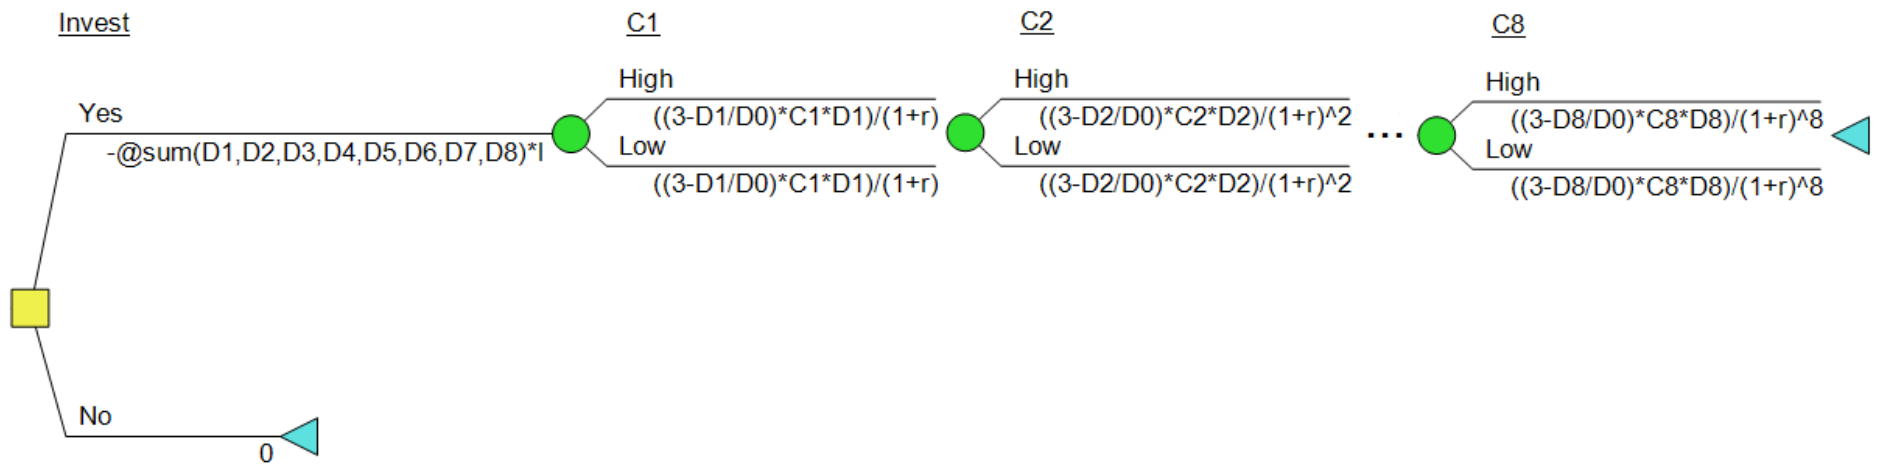 Invest
C1
C2
C8
Yes
-@sum(D1,D2,D3,D4,D5,D6,D7,D8)*I
High
((3-D1/D0)*C1*D1)/(1+r)
Low
((3-D1/D0)*C1*D1)/(1+r)
High
((3-D2/D0)*C2*D2)/(1+r)^2
Low
((3-D2/D0)*C2*D2)/(1+r)^2
...
High
((3-D8/D0)*C8*D8)/(1+r)^8
Low
((3-D8/D0)*C8*D8)/(1+r)^8
No
0